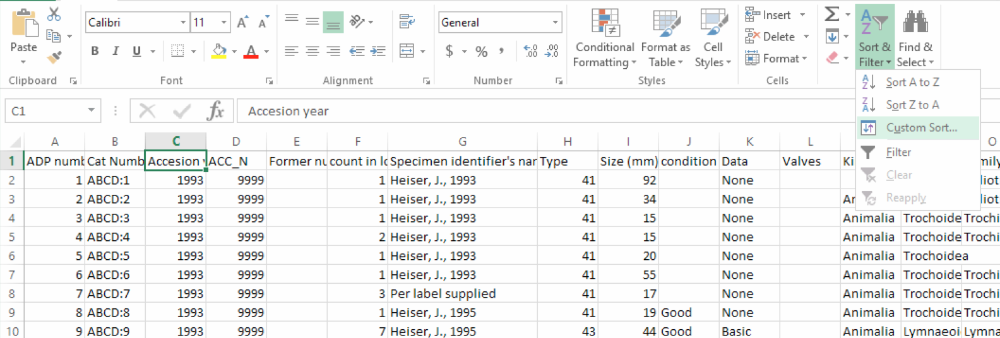 Calibri 11 A A General Insert
Paste B I U A $ % , .0 .00 .00 .0 Conditional Formatting Format as Table Cell Styles Delete Format Σ A Z Sort & Filter Find & Select
Clipboard Font Alignment Number Styles Cells
Sort A to Z
Sort Z to A
Custom Sort...
Filter
Clear
Reapply
C1 fx Accesion year
A B C D E F G H I J K L O
1 ADP numb Cat Numb Accesion y ACC_N Former nu count in lo Specimen identifier's nar Type Size (mm) condition Data Valves Ki mily
2 1 ABCD:1 1993 9999 1 Heiser, J., 1993 41 92 None liot
3 2 ABCD:2 1993 9999 1 Heiser, J., 1993 41 34 None Ar liot
4 3 ABCD:3 1993 9999 1 Heiser, J., 1993 41 15 None Animalia Trochoide Trochi
5 4 ABCD:4 1993 9999 2 Heiser, J., 1993 41 15 None Animalia Trochoide Trochi
6 5 ABCD:5 1993 9999 1 Heiser, J., 1993 41 20 None Animalia Trochoidea
7 6 ABCD:6 1993 9999 1 Heiser, J., 1993 41 55 None Animalia Trochoide Trochi
8 7 ABCD:7 1993 9999 3 Per label supplied 41 17 None Animalia Trochoide Trochi
9 8 ABCD:8 1993 9999 1 Heiser, J., 1995 41 19 Good None Animalia Trochoide Trochi
10 9 ABCD:9 1993 9999 7 Heiser, J., 1995 43 44 Good Basic Animalia Lymnaeoi Lymna